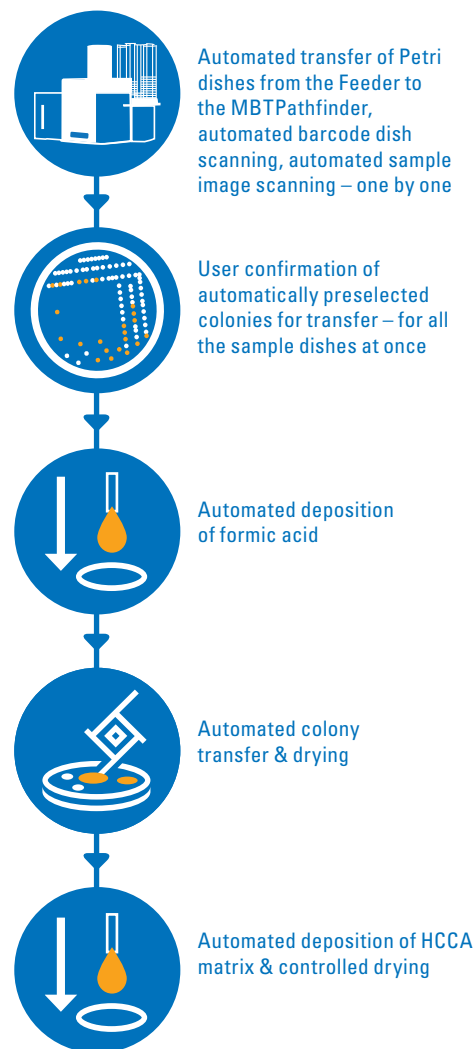 Automated transfer of Petri
dishes from the Feeder to
the MBTPathfinder,
automated barcode dish
scanning, automated sample
image scanning – one by one
User confirmation of
automatically preselected
colonies for transfer – for all
the sample dishes at once
Automated deposition
of formic acid
Automated colony
transfer & drying
Automated deposition of HCCA
matrix & controlled drying